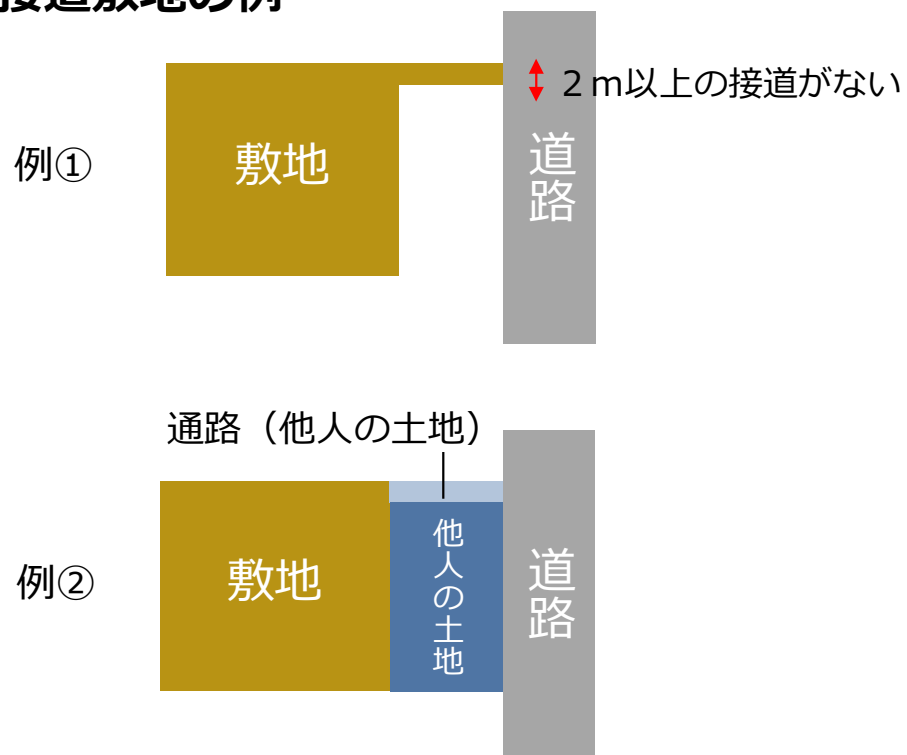 接道敷地の例
2m以上の接道がない
例①
敷地
道路
通路（他人の土地）
例②
敷地
他人の土地
道路